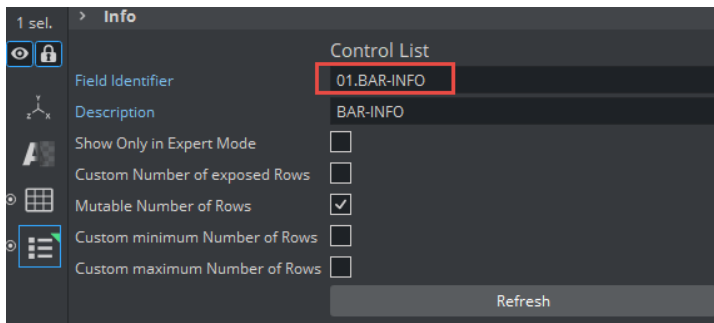 1 sel.
> Info
Control List
Field Identifier 01.BAR-INFO
Description BAR-INFO
Show Only in Expert Mode
Custom Number of exposed Rows
Mutable Number of Rows
Custom minimum Number of Rows
Custom maximum Number of Rows
Refresh